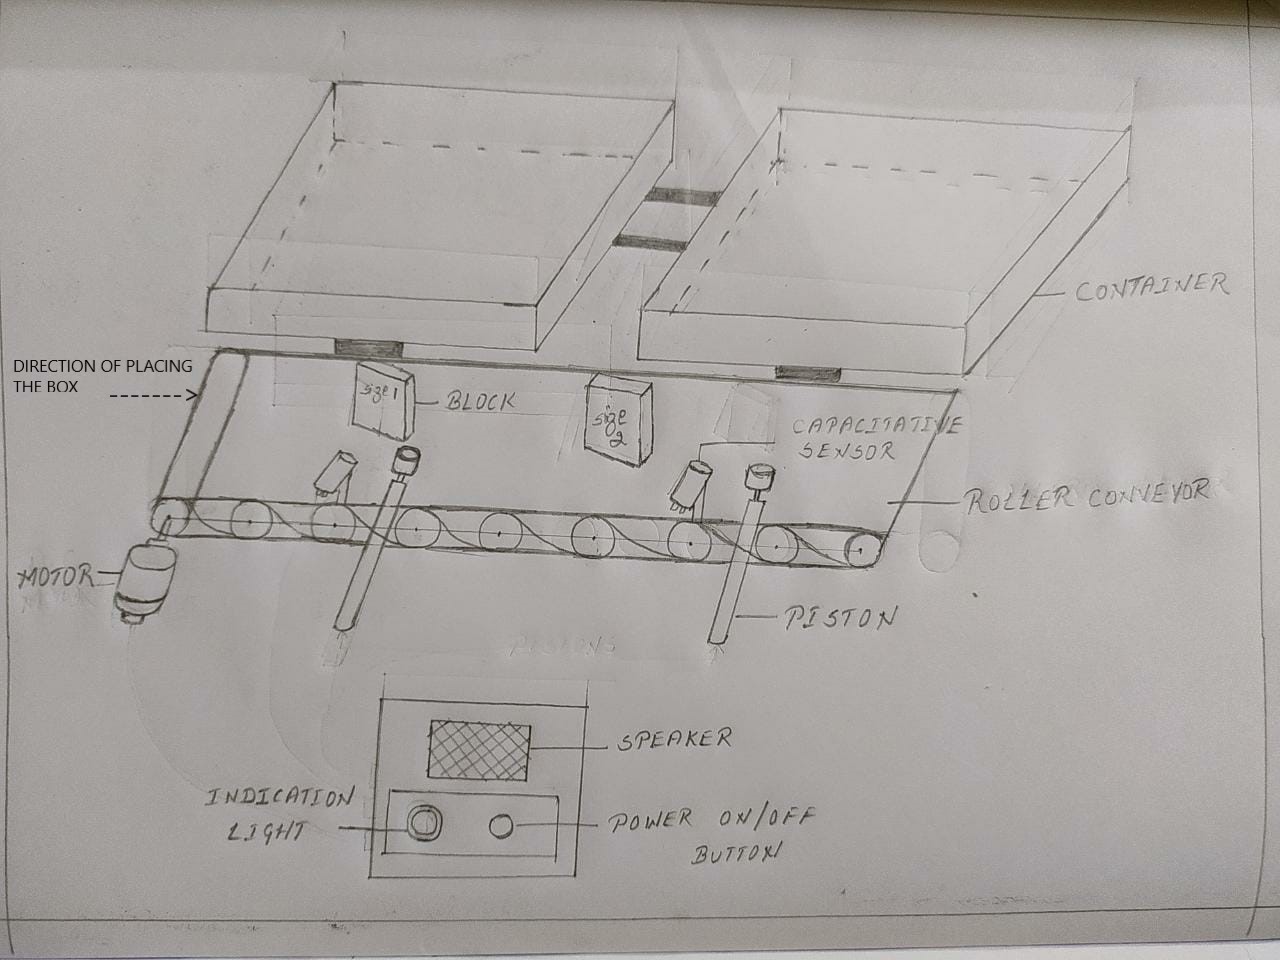 CONTAINER
DIRECTION OF PLACING
THE BOX
size 1
BLOCK
size
2
CAPACITATIVE
SENSOR
ROLLER CONVEYOR
MOTOR
PISTON
PISTONS
SPEAKER
INDICATION
LIGHT
POWER ON/OFF
BUTTON